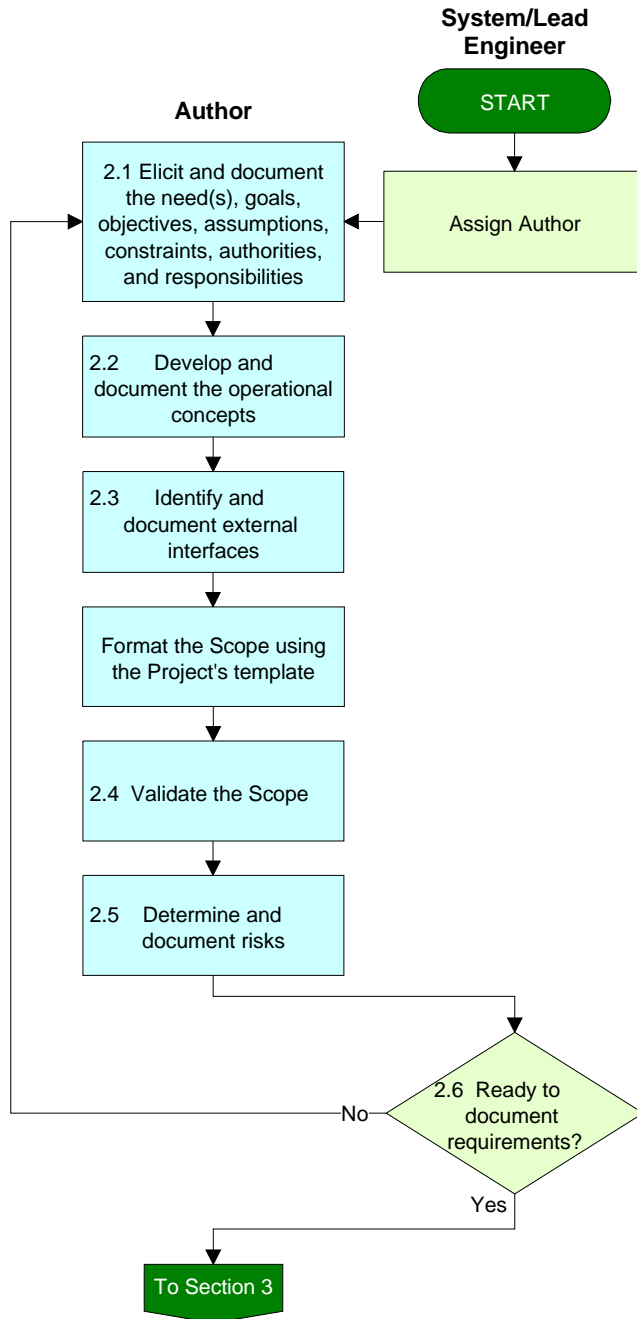 System/Lead
Engineer
START
Author
2.1 Elicit and document
the need(s), goals,
objectives, assumptions,
constraints, authorities,
and responsibilities
Assign Author
2.2 Develop and
document the operational
concepts
2.3 Identify and
document external
interfaces
Format the Scope using
the Project's template
2.4 Validate the Scope
2.5 Determine and
document risks
2.6 Ready to
document
requirements?
No
Yes
To Section 3